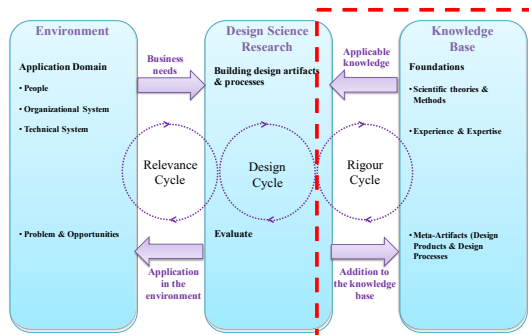 Environment
Application Domain
• People
• Organizational System
• Technical System
• Problem & Opportunities
Business
needs
Relevance
Cycle
Application
in the
environment
Design Science
Research
Building design artifacts
& processes
Design
Cycle
Evaluate
Applicable
knowledge
Rigour
Cycle
Addition to
the knowledge
base
Knowledge
Base
Foundations
• Scientific theories &
Methods
• Experience & Expertise
• Meta-Artifacts (Design
Products & Design
Processes